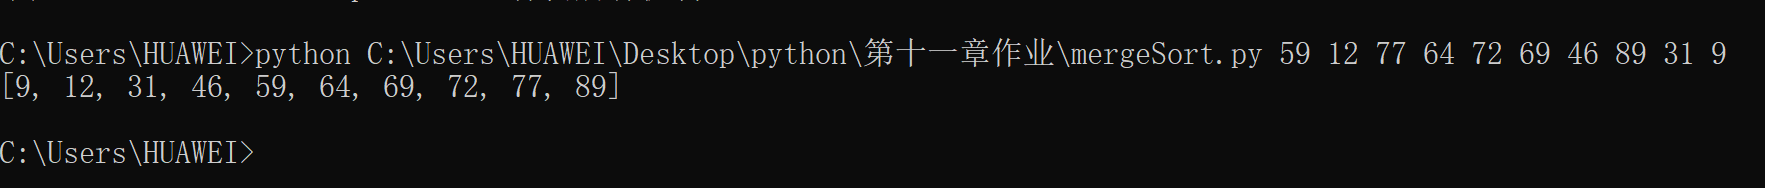 C:\Users\HUAWEI>python C:\Users\HUAWEI\Desktop\python\第十一章作业\mergeSort.py 59 12 77 64 72 69 46 89 31 9
[9, 12, 31, 46, 59, 64, 69, 72, 77, 89]
C:\Users\HUAWEI>